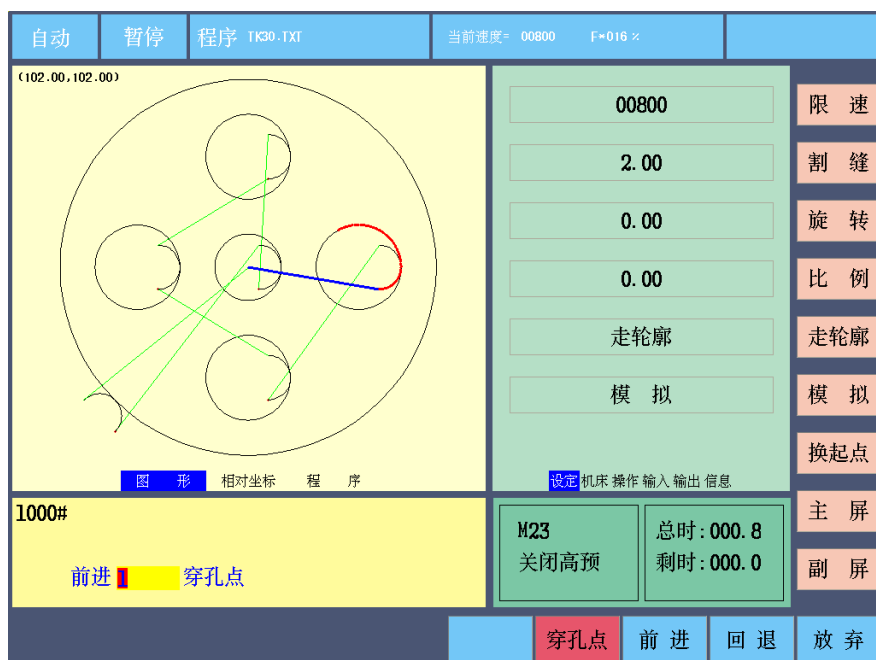 自动 暂停 程序 TK30.TXT 当前速度= 00800 F*016 %
(102.00,102.00)
00800 限 速
2.00 割 缝
0.00 旋 转
0.00 比 例
走轮廓 走轮廓
模 拟 模 拟
换起点
图 形 相对坐标 程 序 设定 机床 操作 输入 输出 信息
1000# 主 屏
M23 总时:000.8
关闭高预 剩时:000.0
前进 1 穿孔点 副 屏
穿孔点 前 进 回 退 放 弃